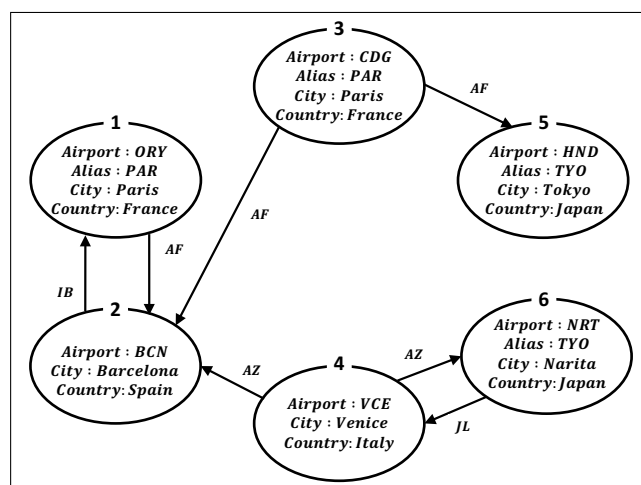 3
Airport : CDG
Alias : PAR
City : Paris
Country: France
AF
1
Airport : ORY
Alias : PAR
City : Paris
Country: France
5
Airport : HND
Alias : TYO
City : Tokyo
Country: Japan
AF
AF
IB
2
Airport : BCN
City : Barcelona
Country: Spain
AZ
4
Airport : VCE
City : Venice
Country: Italy
AZ
6
Airport : NRT
Alias : TYO
City : Narita
Country: Japan
JL